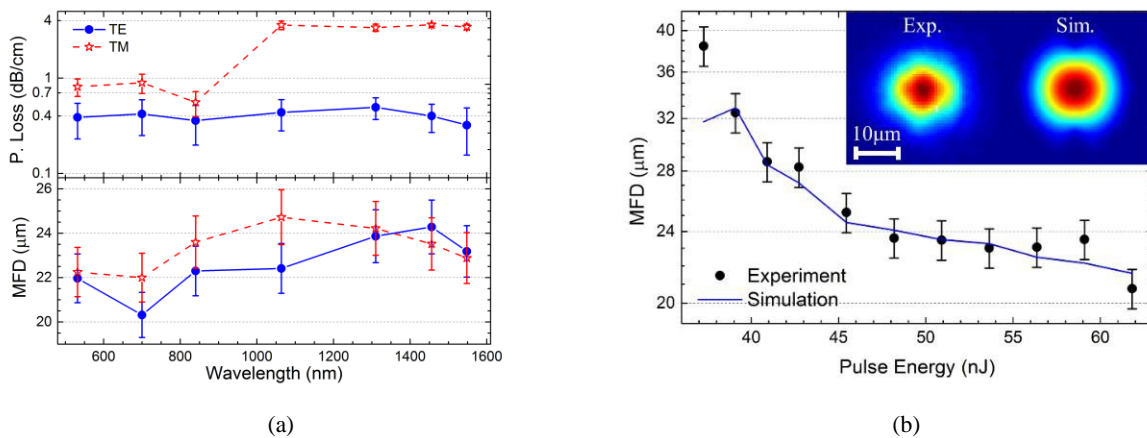 TE
TM
P. Loss (dB/cm)
4
1
0.7
0.4
0.1
MFD (μm)
26
24
22
20
600 800 1000 1200 1400 1600
Wavelength (nm)
(a)
MFD (μm)
40
36
32
28
24
20
Exp. Sim.
10μm
Experiment
Simulation
40 45 50 55 60
Pulse Energy (nJ)
(b)